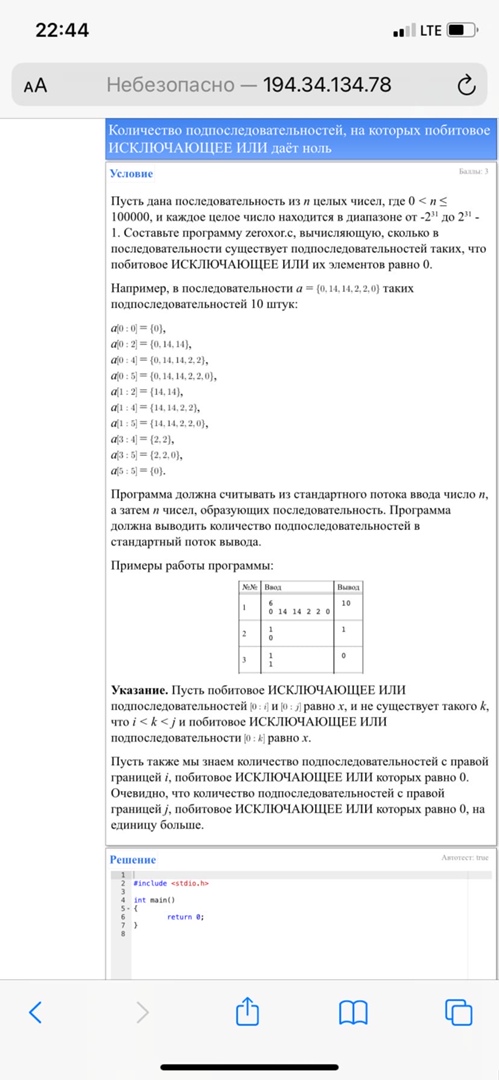 22:44
LTE
AA Небезопасно — 194.34.134.78
Количество подпоследовательностей, на которых побитовое
ИСКЛЮЧАЮЩЕЕ ИЛИ даёт ноль
Условие
Баллы: 3
Пусть дана последовательность из n целых чисел, где 0 < n ≤
100000, и каждое целое число находится в диапазоне от -2³¹ до 2³¹ -
1. Составьте программу zeroxor.c, вычисляющую, сколько в
последовательности существует подпоследовательностей таких, что
побитовое ИСКЛЮЧАЮЩЕЕ ИЛИ их элементов равно 0.
Например, в последовательности a = {0, 14, 14, 2, 2, 0} таких
подпоследовательностей 10 штук:
a[0 : 0] = {0},
a[0 : 2] = {0, 14, 14},
a[0 : 4] = {0, 14, 14, 2, 2},
a[0 : 5] = {0, 14, 14, 2, 2, 0},
a[1 : 2] = {14, 14},
a[1 : 4] = {14, 14, 2, 2},
a[1 : 5] = {14, 14, 2, 2, 0},
a[3 : 4] = {2, 2},
a[3 : 5] = {2, 2, 0},
a[5 : 5] = {0}.
Программа должна считывать из стандартного потока ввода число n,
а затем n чисел, образующих последовательность. Программа
должна выводить количество подпоследовательностей в
стандартный поток вывода.
Примеры работы программы:
№№ Ввод Вывод
1 6 10
0 14 14 2 2 0
2 1 1
0
3 1 0
1
Указание. Пусть побитовое ИСКЛЮЧАЮЩЕЕ ИЛИ
подпоследовательностей [0 : i] и [0 : j] равно x, и не существует такого k,
что i < k < j и побитовое ИСКЛЮЧАЮЩЕЕ ИЛИ
подпоследовательности [0 : k] равно x.
Пусть также мы знаем количество подпоследовательностей с правой
границей i, побитовое ИСКЛЮЧАЮЩЕЕ ИЛИ которых равно 0.
Очевидно, что количество подпоследовательностей с правой
границей j, побитовое ИСКЛЮЧАЮЩЕЕ ИЛИ которых равно 0, на
единицу больше.
Решение
Автотест: true
1
2 #include <stdio.h>
3
4 int main()
5 {
6 return 0;
7 }
8